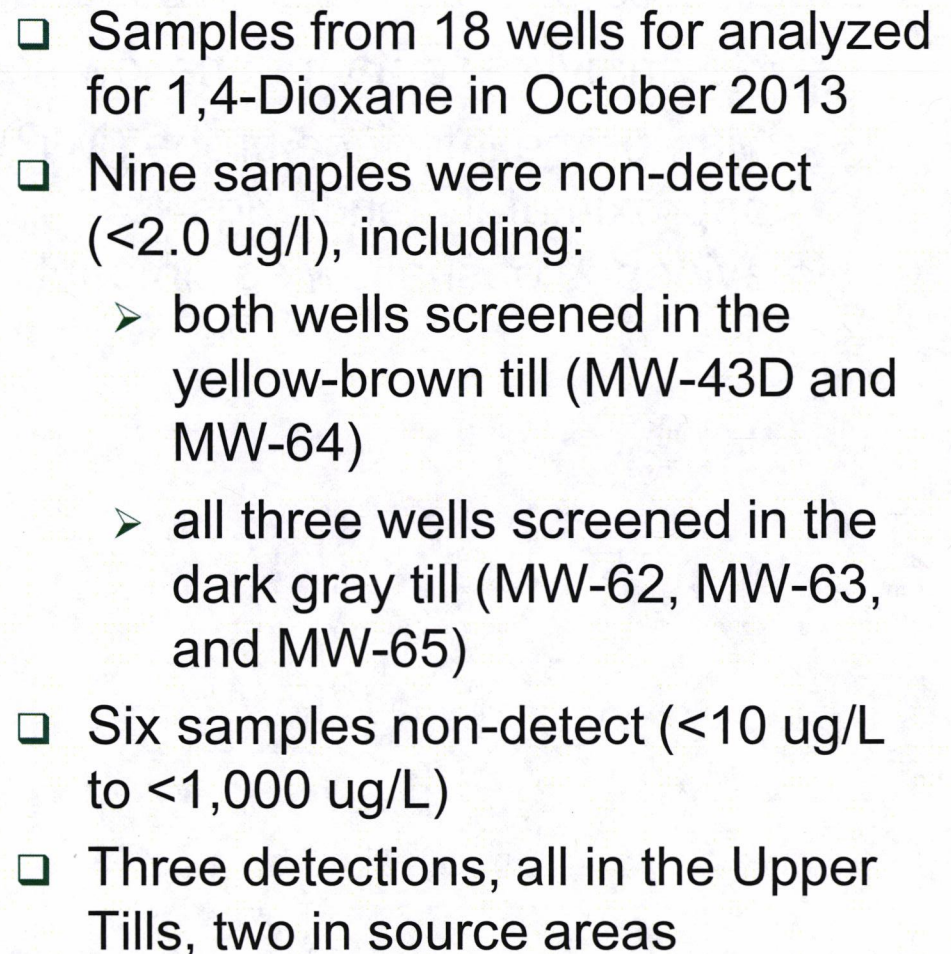 Samples from 18 wells for analyzed
for 1,4-Dioxane in October 2013
Nine samples were non-detect
(<2.0 ug/l), including:
both wells screened in the
yellow-brown till (MW-43D and
MW-64)
all three wells screened in the
dark gray till (MW-62, MW-63,
and MW-65)
Six samples non-detect (<10 ug/L
to <1,000 ug/L)
Three detections, all in the Upper
Tills, two in source areas